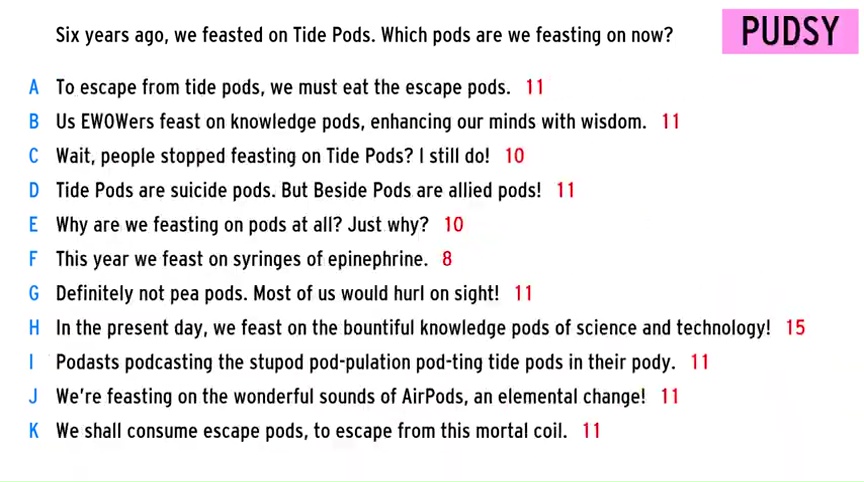 Six years ago, we feasted on Tide Pods. Which pods are we feasting on now?
PUDSY
A To escape from tide pods, we must eat the escape pods. 11
B Us EWOWers feast on knowledge pods, enhancing our minds with wisdom. 11
C Wait, people stopped feasting on Tide Pods? I still do! 10
D Tide Pods are suicide pods. But Beside Pods are allied pods! 11
E Why are we feasting on pods at all? Just why? 10
F This year we feast on syringes of epinephrine. 8
G Definitely not pea pods. Most of us would hurl on sight! 11
H In the present day, we feast on the bountiful knowledge pods of science and technology! 15
I Podasts podcasting the stupod pod-pulation pod-ting tide pods in their pody. 11
J We're feasting on the wonderful sounds of AirPods, an elemental change! 11
K We shall consume escape pods, to escape from this mortal coil. 11